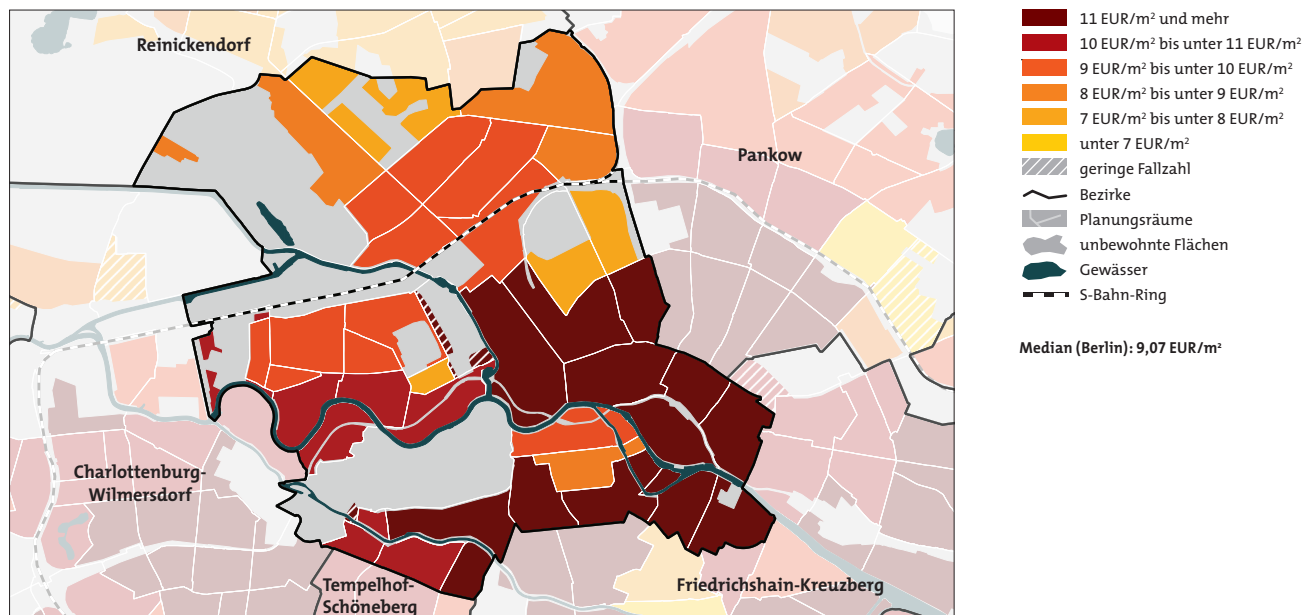 Reinickendorf
Pankow
Charlottenburg-
Wilmersdorf
Tempelhof-
Schöneberg
Friedrichshain-Kreuzberg
11 EUR/m² und mehr
10 EUR/m² bis unter 11 EUR/m²
9 EUR/m² bis unter 10 EUR/m²
8 EUR/m² bis unter 9 EUR/m²
7 EUR/m² bis unter 8 EUR/m²
unter 7 EUR/m²
geringe Fallzahl
Bezirke
Planungsräume
unbewohnte Flächen
Gewässer
S-Bahn-Ring
Median (Berlin): 9,07 EUR/m²